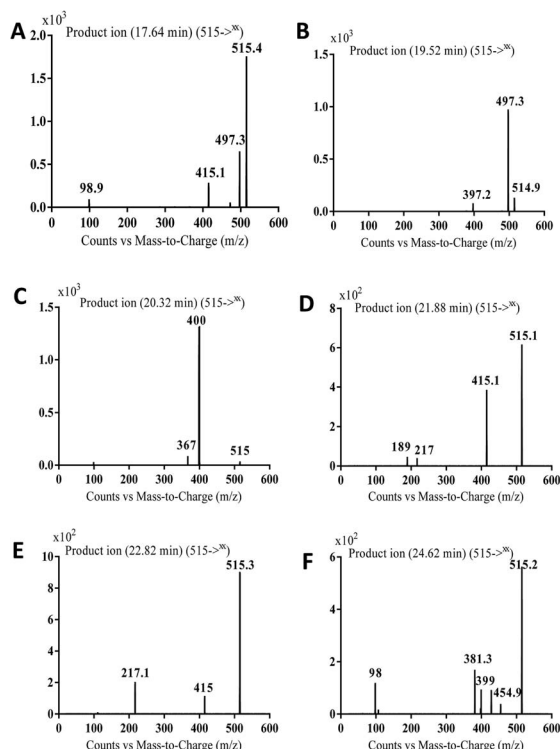 A
Product ion (17.64 min) (515->xx)
x10³
2.0
1.5
1.0
0.5
0.0
515.4
497.3
415.1
98.9
0 100 200 300 400 500 600
Counts vs Mass-to-Charge (m/z)
B
Product ion (19.52 min) (515->xx)
x10³
1.5
1.0
0.5
0.0
497.3
397.2
514.9
0 100 200 300 400 500 600
Counts vs Mass-to-Charge (m/z)
C
Product ion (20.32 min) (515->xx)
x10³
1.5
1.0
0.5
0.0
400
367
515
0 100 200 300 400 500 600
Counts vs Mass-to-Charge (m/z)
D
Product ion (21.88 min) (515->xx)
x10²
8
6
4
2
0
515.1
415.1
189
217
0 100 200 300 400 500 600
Counts vs Mass-to-Charge (m/z)
E
Product ion (22.82 min) (515->xx)
x10²
10
8
6
4
2
0
515.3
217.1
415
0 100 200 300 400 500 600
Counts vs Mass-to-Charge (m/z)
F
Product ion (24.62 min) (515->xx)
x10²
6
4
2
0
515.2
98
381.3
399
454.9
0 100 200 300 400 500 600
Counts vs Mass-to-Charge (m/z)